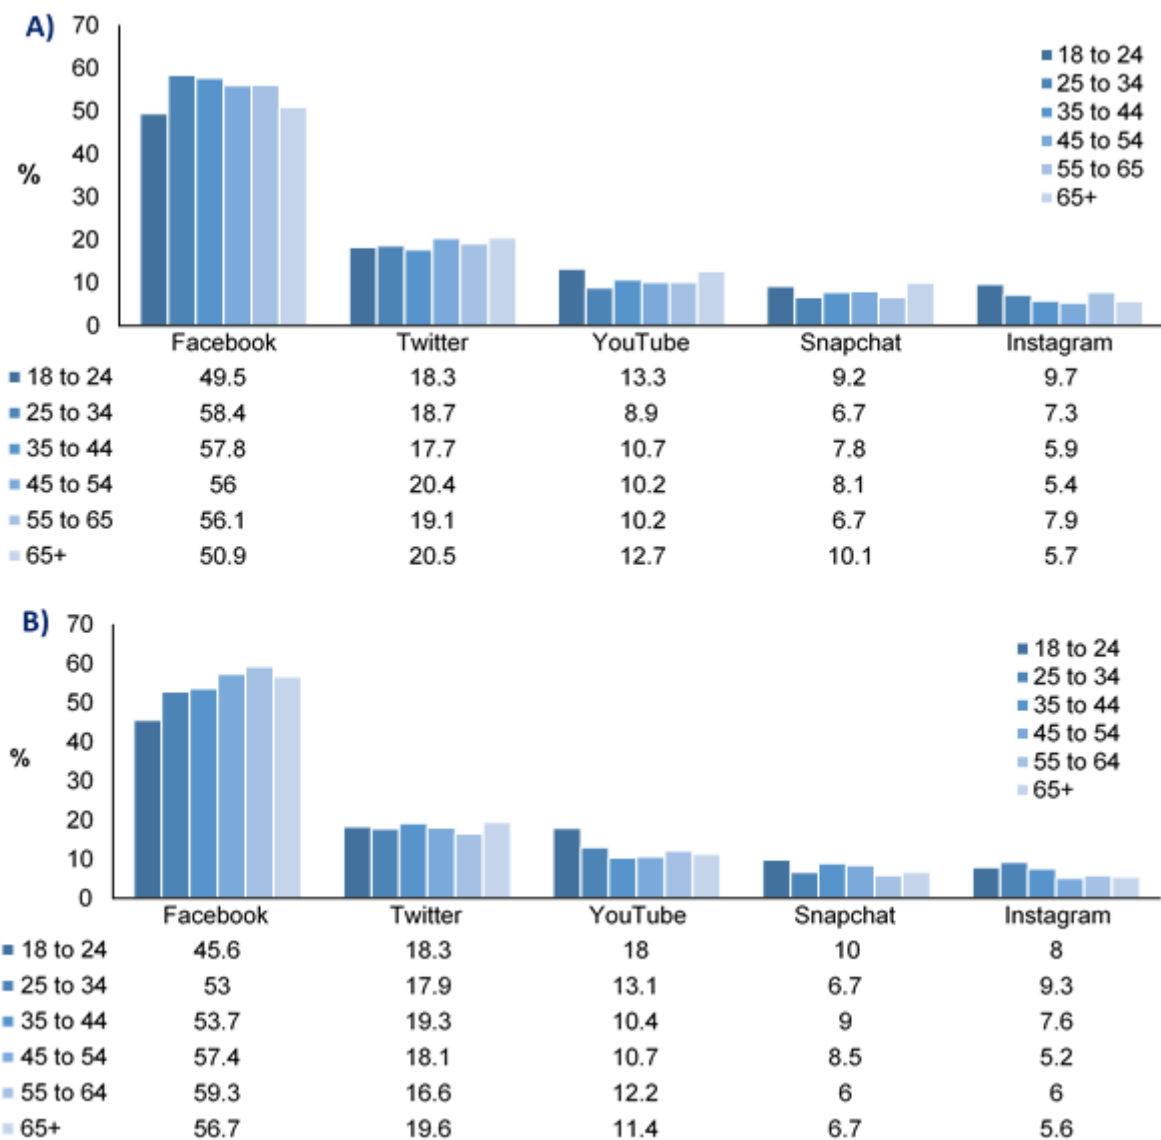 A)
70
60
50
40
30
20
10
0
%
18 to 24
25 to 34
35 to 44
45 to 54
55 to 65
65+
Facebook Twitter YouTube Snapchat Instagram
18 to 24 49.5 18.3 13.3 9.2 9.7
25 to 34 58.4 18.7 8.9 6.7 7.3
35 to 44 57.8 17.7 10.7 7.8 5.9
45 to 54 56 20.4 10.2 8.1 5.4
55 to 65 56.1 19.1 10.2 6.7 7.9
65+ 50.9 20.5 12.7 10.1 5.7
B)
70
60
50
40
30
20
10
0
%
18 to 24
25 to 34
35 to 44
45 to 54
55 to 64
65+
Facebook Twitter YouTube Snapchat Instagram
18 to 24 45.6 18.3 18 10 8
25 to 34 53 17.9 13.1 6.7 9.3
35 to 44 53.7 19.3 10.4 9 7.6
45 to 54 57.4 18.1 10.7 8.5 5.2
55 to 64 59.3 16.6 12.2 6 6
65+ 56.7 19.6 11.4 6.7 5.6